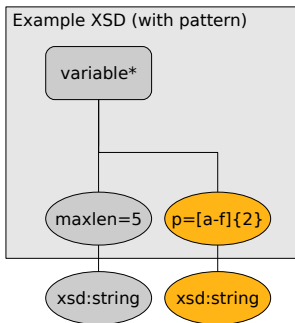 Example XSD (with pattern)
variable*
maxlen=5
p=[a-f]{2}
xsd:string
xsd:string